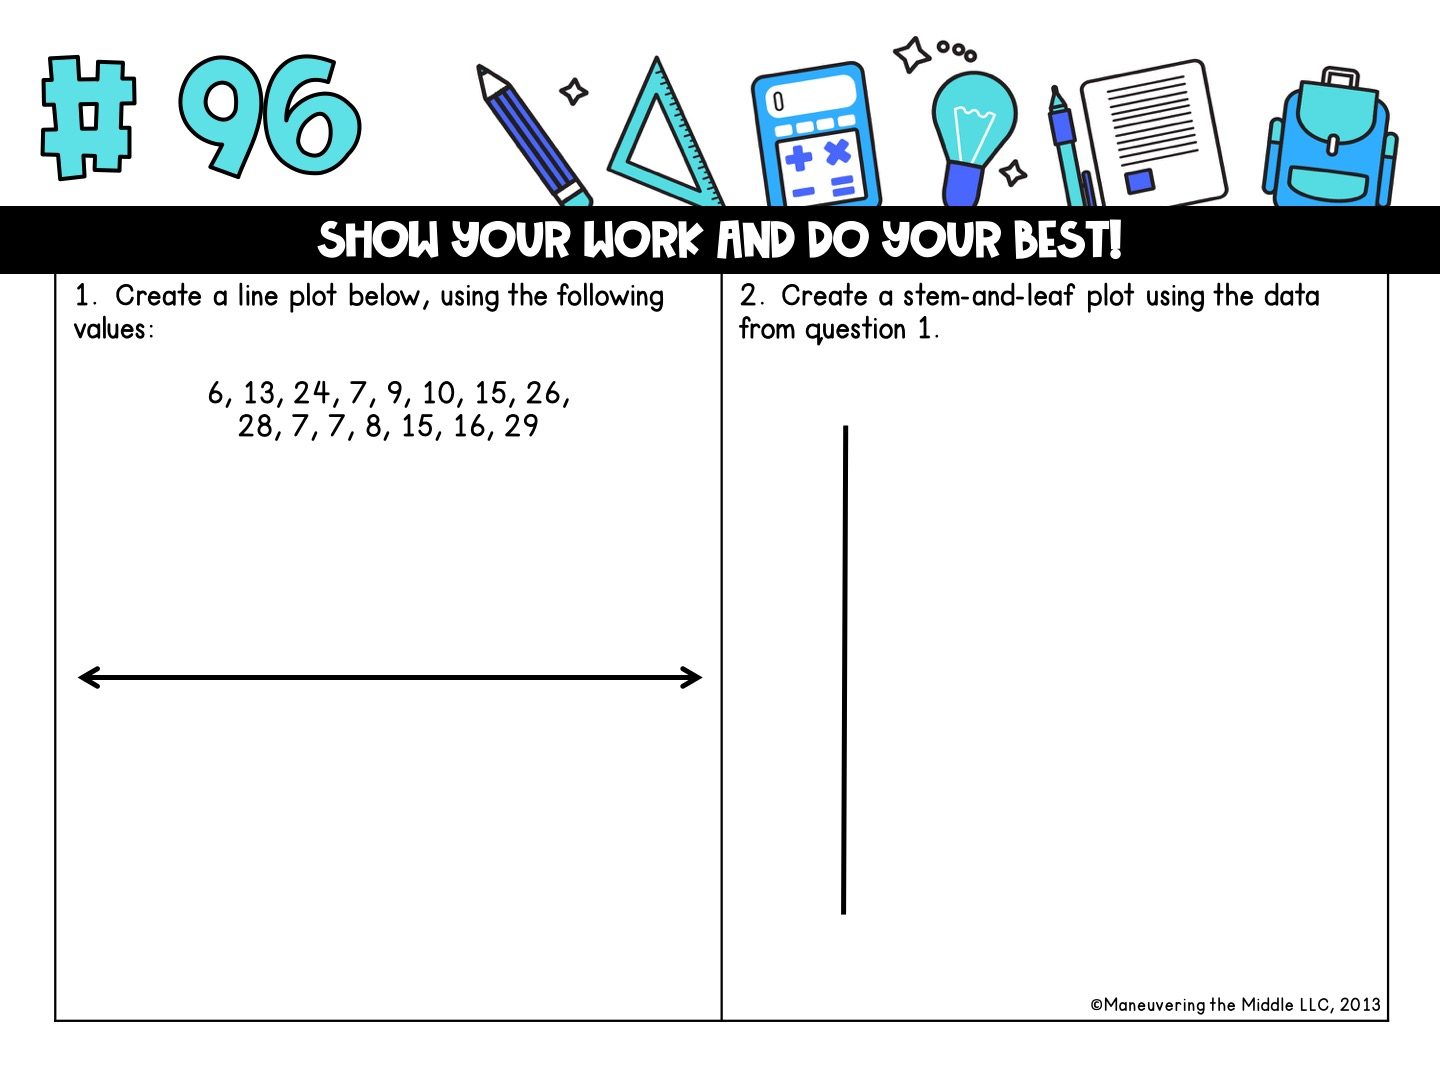 # 96
SHOW YOUR WORK AND DO YOUR BEST!
1. Create a line plot below, using the following
values:
6, 13, 24, 7, 9, 10, 15, 26,
28, 7, 7, 8, 15, 16, 29
2. Create a stem-and-leaf plot using the data
from question 1.
©Maneuvering the Middle LLC, 2013